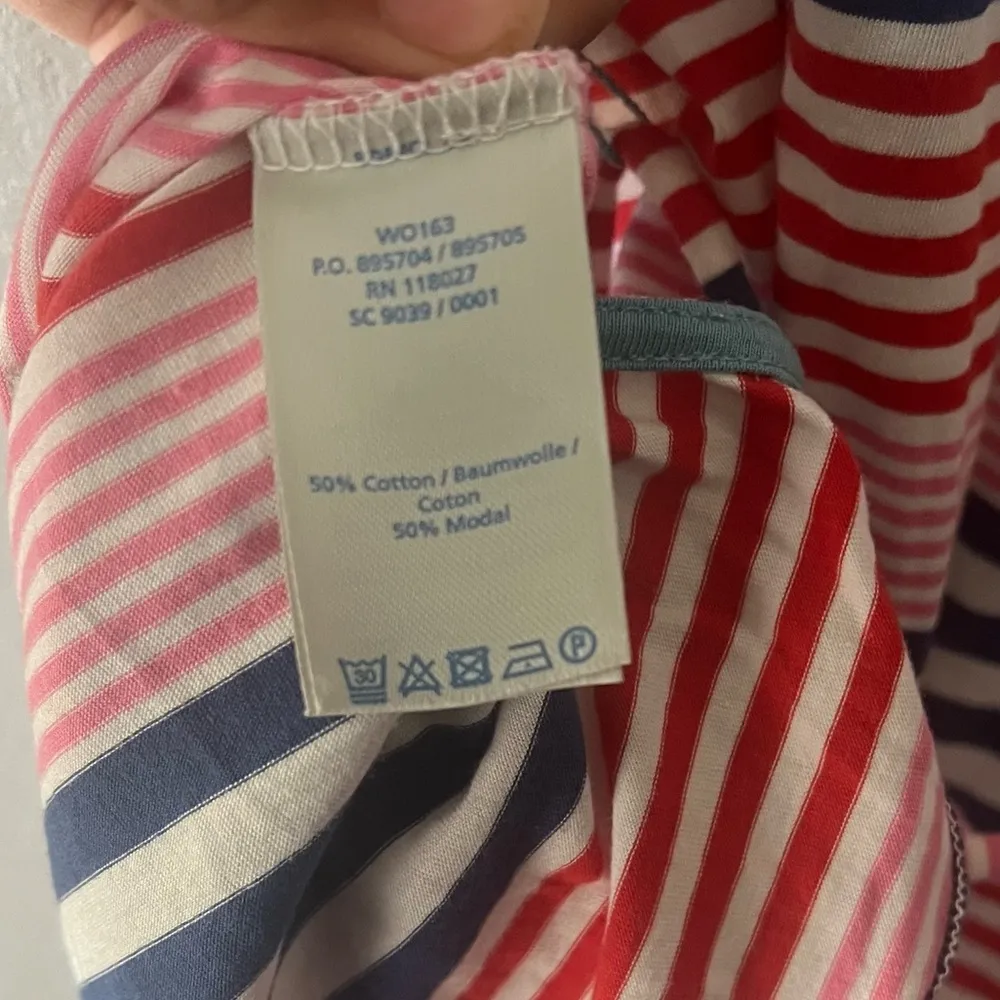 WO163
P.O. 895704 / 895705
RN 118027
SC 9039 / 0001
50% Cotton / Baumwolle /
Coton
50% Modal
30
P